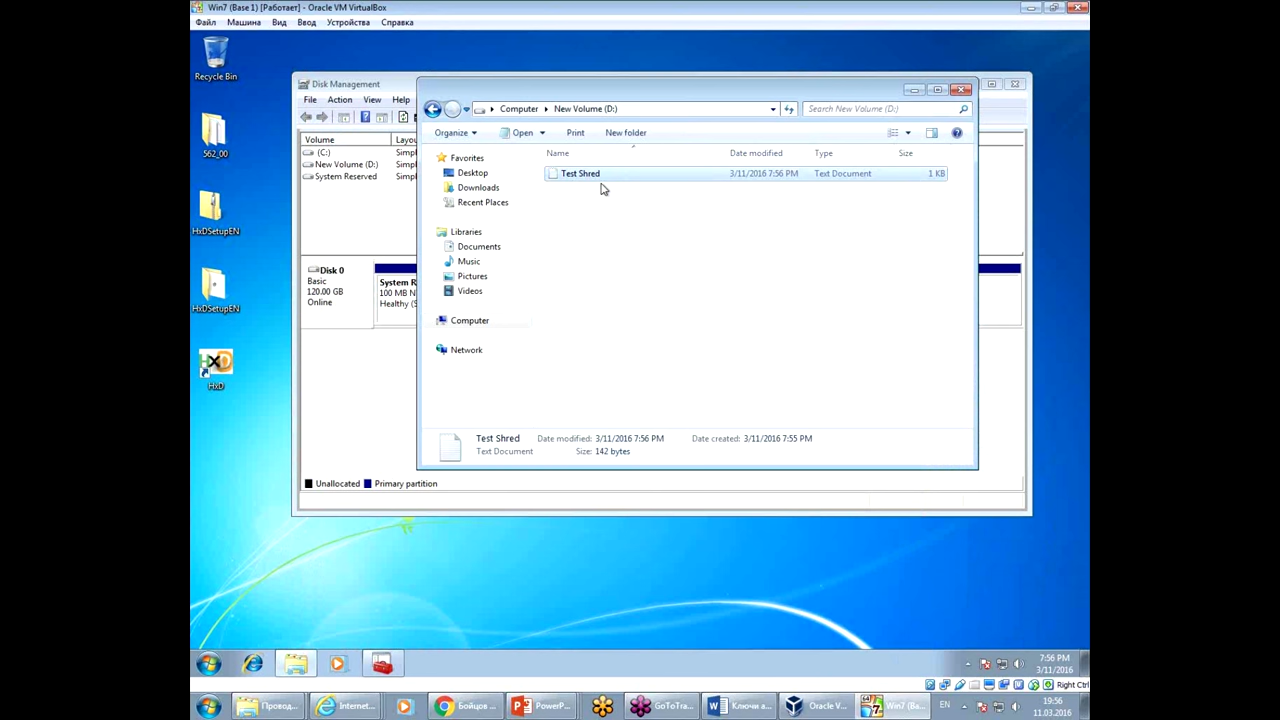 Win7 (Base 1) [Работает] - Oracle VM VirtualBox
Файл Машина Вид Ввод Устройства Справка
Recycle Bin
562_00
HxDSetupEN
HxDSetupEN
HxD
Disk Management
File Action View Help
Volume
(C:) Simpl
New Volume (D:) Simpl
System Reserved Simpl
Disk 0
Basic
120.00 GB
Online
System R
100 MB N
Healthy (S
Unallocated Primary partition
Computer New Volume (D:) Search New Volume (D:)
Organize Open Print New folder
Favorites
Desktop
Downloads
Recent Places
Libraries
Documents
Music
Pictures
Videos
Computer
Network
Name Date modified Type Size
Test Shred 3/11/2016 7:56 PM Text Document 1 KB
Test Shred Date modified: 3/11/2016 7:56 PM Date created: 3/11/2016 7:55 PM
Text Document Size: 142 bytes
7:56 PM
3/11/2016
Right Ctrl
Провод... Internet... Бойцов ... PowerP... GoToTra... Ключи а... Oracle V... Win7 (Ba... EN
19:56
11.03.2016